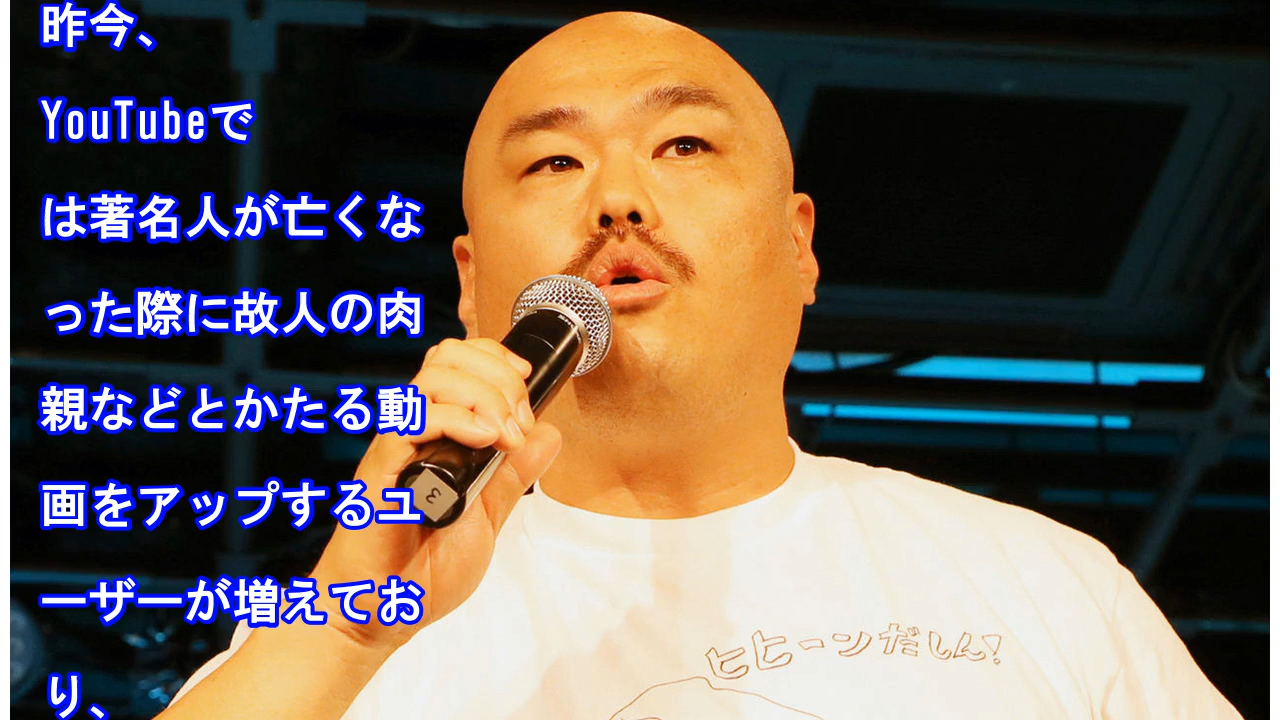 昨今、
YouTubeで
は著名人が亡くな
った際に故人の肉
親などとかたる動
画をアップするユ
ーザーが増えてお
り、
3
ヒヒーンだしん!